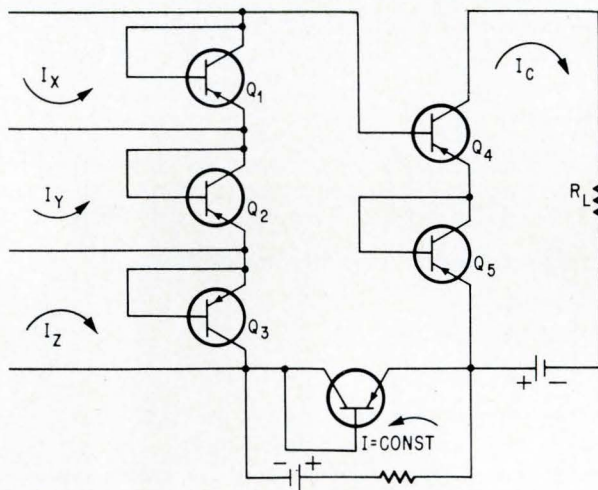 I_X
Q_1
I_Y
Q_2
I_Z
Q_3
Q_4
Q_5
I_C
R_L
+ −
I=CONST
− +